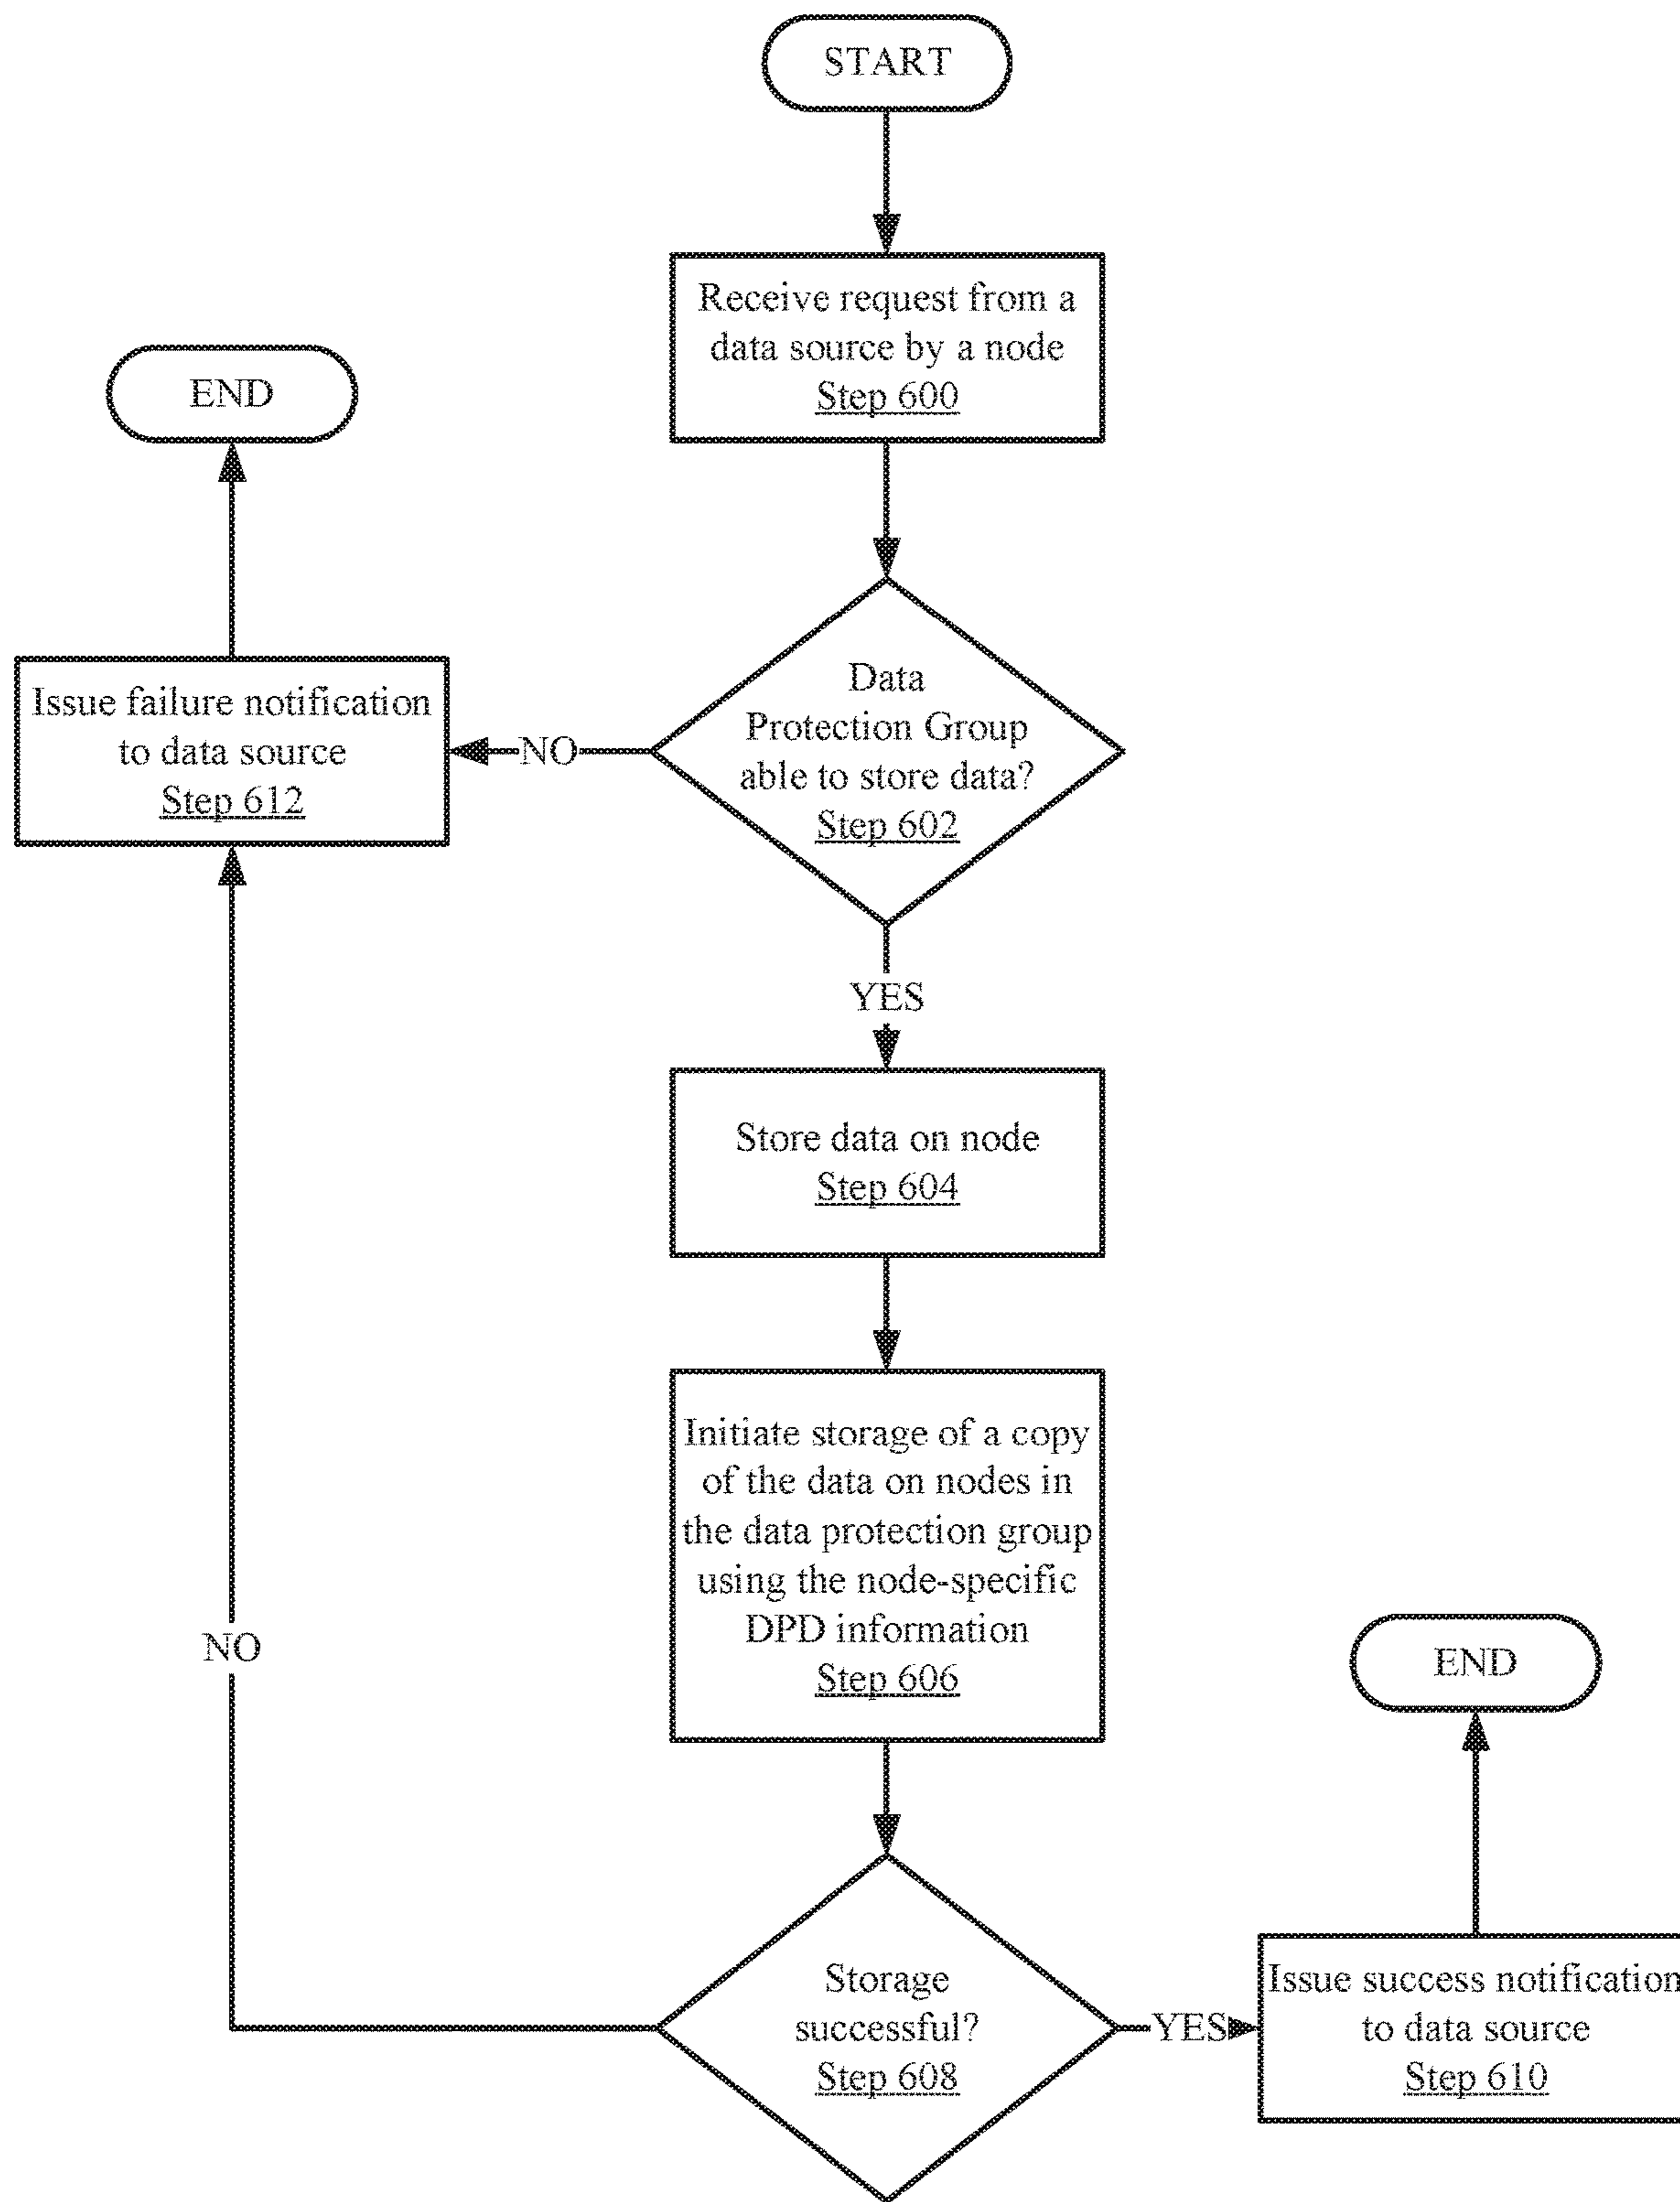 START
Receive request from a
data source by a node
Step 600
END
Data
Protection Group
able to store data?
Step 602
NO
Issue failure notification
to data source
Step 612
YES
Store data on node
Step 604
Initiate storage of a copy
of the data on nodes in
the data protection group
using the node-specific
DPD information
Step 606
NO
END
Storage
successful?
Step 608
YES
Issue success notification
to data source
Step 610